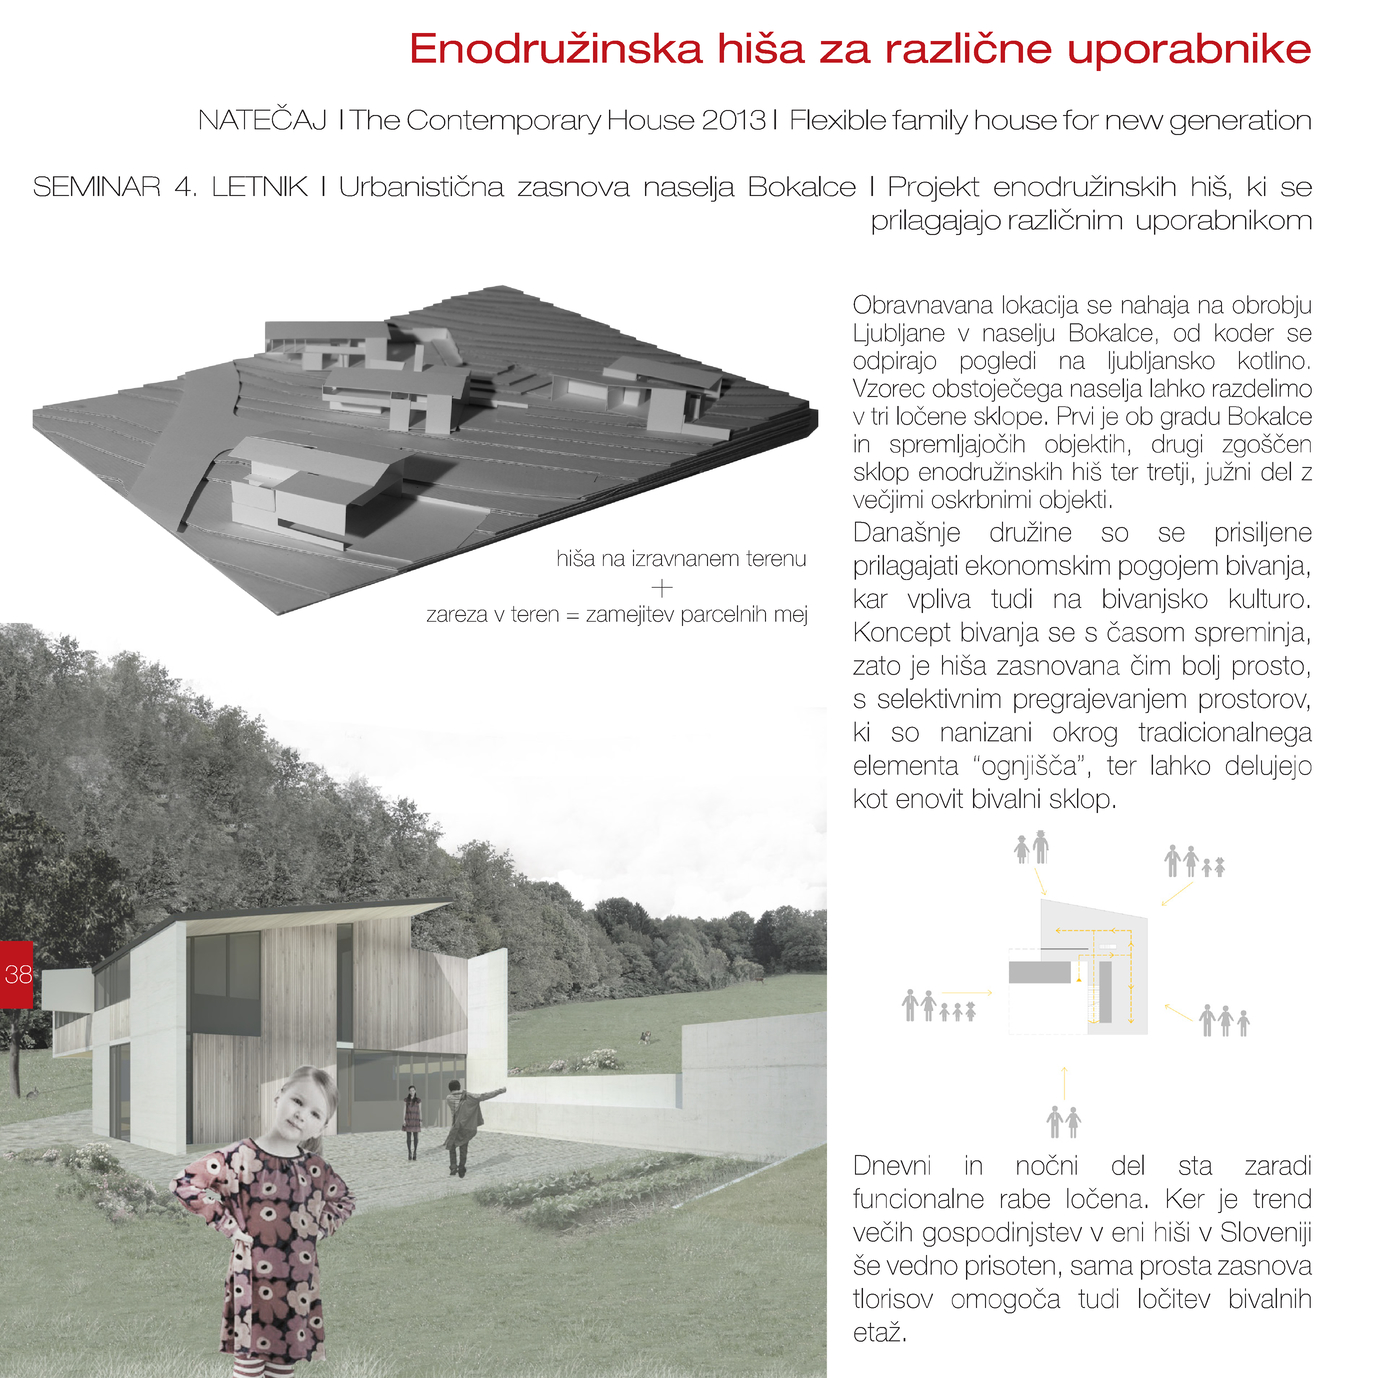 Enodružinska hiša za različne uporabnike
NATEČAJ I The Contemporary House 2013 I Flexible family house for new generation
SEMINAR 4. LETNIK I Urbanistična zasnova naselja Bokalce I Projekt enodružinskih hiš, ki se
prilagajajo različnim uporabnikom
hiša na izravnanem terenu
+
zareza v teren = zamejitev parcelnih mej
Obravnavana lokacija se nahaja na obrobju
Ljubljane v naselju Bokalce, od koder se
odpirajo pogledi na ljubljansko kotlino.
Vzorec obstoječega naselja lahko razdelimo
v tri ločene sklope. Prvi je ob gradu Bokalce
in spremljajočih objektih, drugi zgoščen
sklop enodružinskih hiš ter tretji, južni del z
večjimi oskrbnimi objekti.
Današnje družine so se prisiljene
prilagajati ekonomskim pogojem bivanja,
kar vpliva tudi na bivanjsko kulturo.
Koncept bivanja se s časom spreminja,
zato je hiša zasnovana čim bolj prosto,
s selektivnim pregrajevanjem prostorov,
ki so nanizani okrog tradicionalnega
elementa “ognjišča”, ter lahko delujejo
kot enovit bivalni sklop.
38
Dnevni in nočni del sta zaradi
funcionalne rabe ločena. Ker je trend
večih gospodinjstev v eni hiši v Sloveniji
še vedno prisoten, sama prosta zasnova
tlorisov omogoča tudi ločitev bivalnih
etaž.